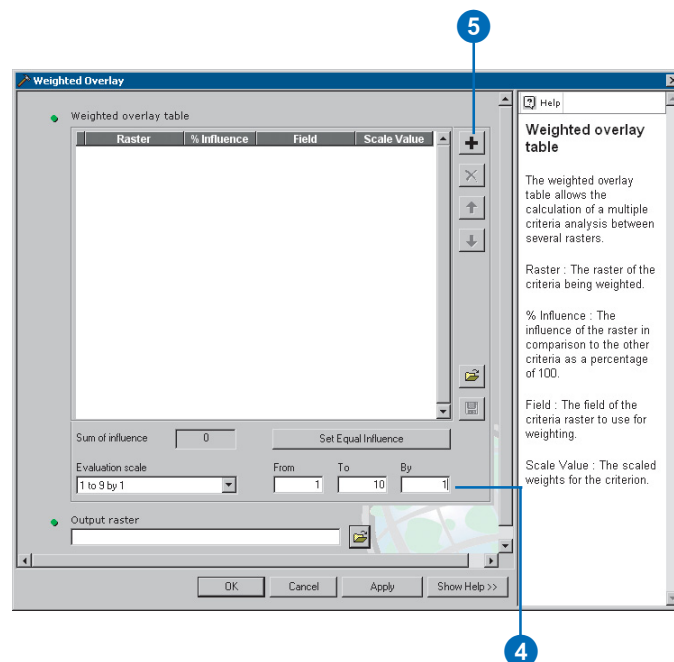 5
Weighted Overlay
Weighted overlay table
Raster % Influence Field Scale Value
Sum of influence 0 Set Equal Influence
Evaluation scale From To By
1 to 9 by 1 1 10 1
Output raster
OK Cancel Apply Show Help >>
Help
Weighted overlay
table
The weighted overlay
table allows the
calculation of a multiple
criteria analysis between
several rasters.
Raster : The raster of the
criteria being weighted.
% Influence : The
influence of the raster in
comparison to the other
criteria as a percentage
of 100.
Field : The field of the
criteria raster to use for
weighting.
Scale Value : The scaled
weights for the criterion.
4